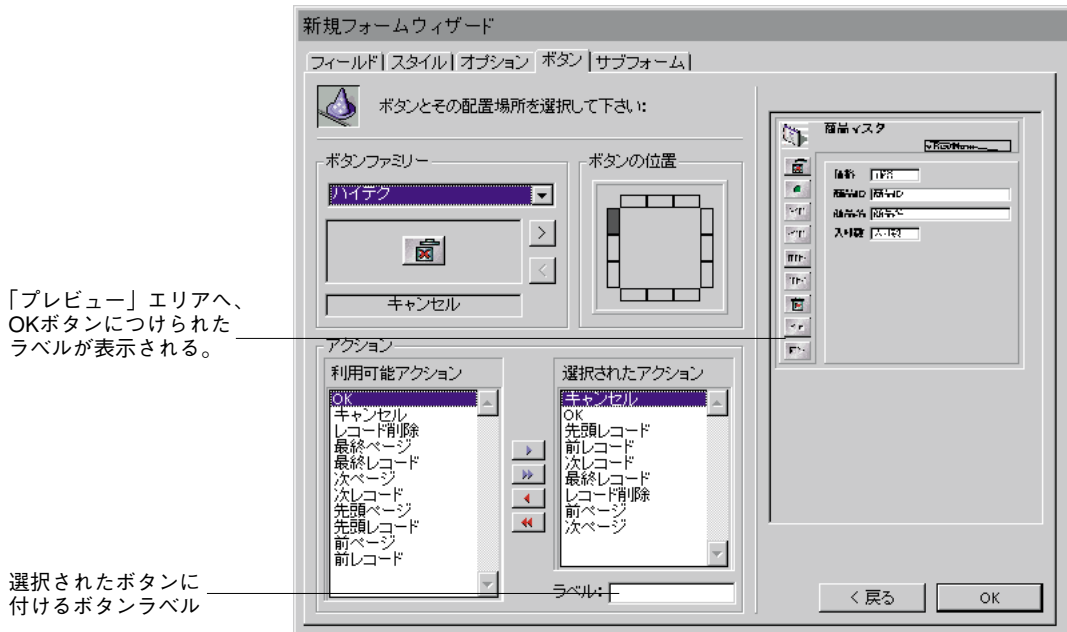 新規フォームウィザード
フィールド スタイル オプション ボタン サブフォーム
ボタンとその配置場所を選択して下さい:
ボタンファミリー
ハイテク
>
<
キャンセル
ボタンの位置
「プレビュー」エリアへ、
OKボタンにつけられた
ラベルが表示される。
アクション
利用可能アクション
OK
キャンセル
レコード削除
最終ページ
最終レコード
次ページ
次レコード
先頭ページ
先頭レコード
前ページ
前レコード
選択されたアクション
キャンセル
OK
先頭レコード
前レコード
次レコード
最終レコード
レコード削除
前ページ
次ページ
選択されたボタンに
付けるボタンラベル
ラベル:
< 戻る
OK